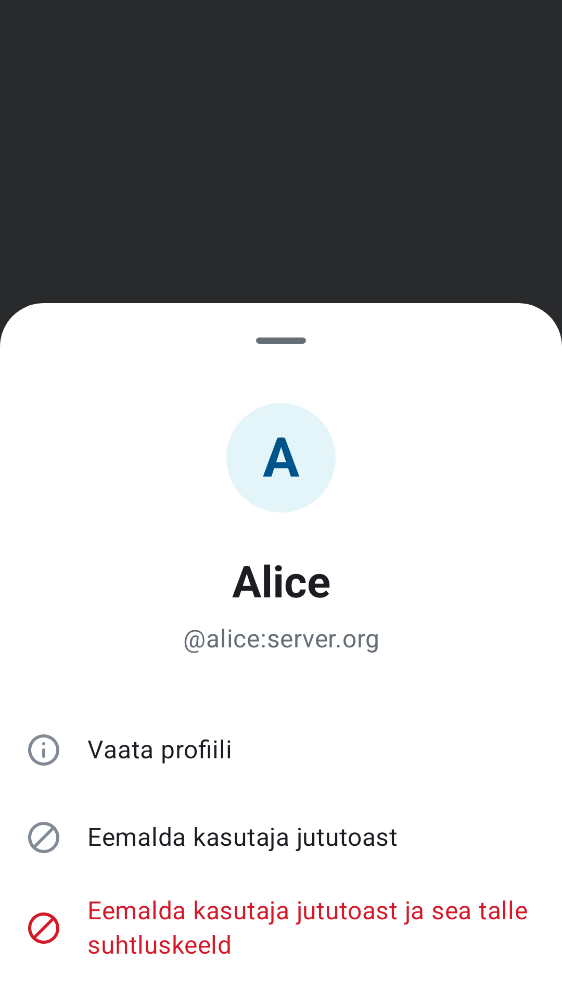 A
Alice
@alice:server.org
Vaata profiili
Eemalda kasutaja jututoast
Eemalda kasutaja jututoast ja sea talle
suhtluskeeld